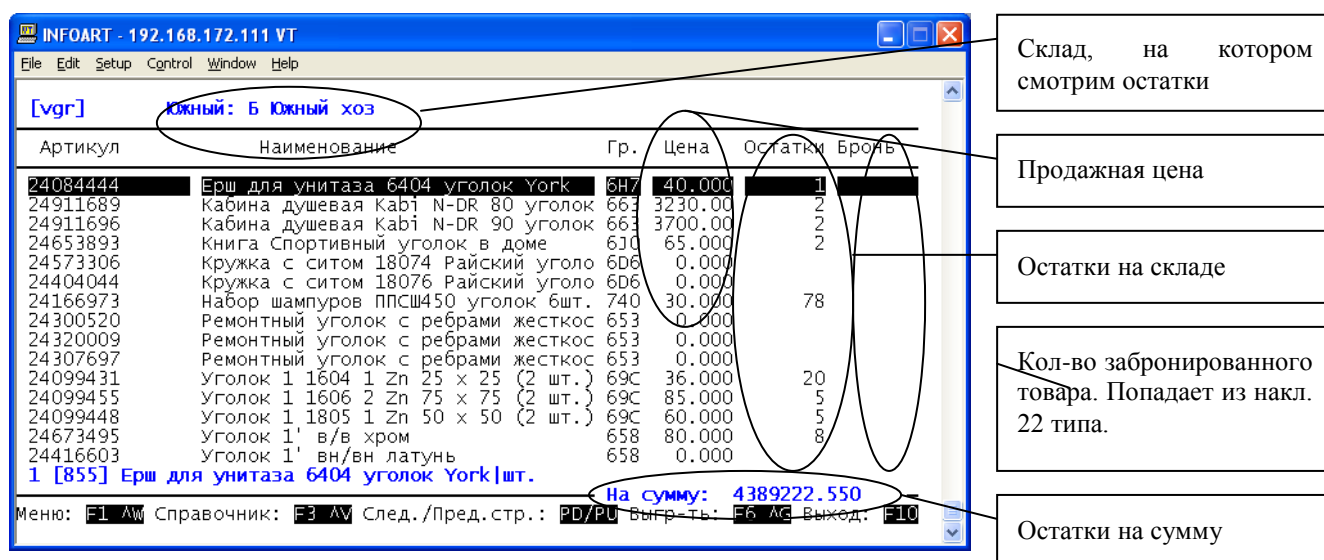 INFOART - 192.168.172.111 VT
File Edit Setup Control Window Help
[vgr] Южный: Б Южный хоз
Артикул Наименование Гр. Цена Остатки Бронь
24084444 Ерш для унитаза 6404 уголок York 6H7 40.000 1
24911689 Кабина душевая Kabi N-DR 80 уголок 663 3230.00 2
24911696 Кабина душевая Kabi N-DR 90 уголок 663 3700.00 2
24653893 Книга Спортивный уголок в доме 6J0 65.000 2
24573306 Кружка с ситом 18074 Райский уголо 6D6 0.000
24404044 Кружка с ситом 18076 Райский уголо 6D6 0.000
24166973 Набор шампуров ППСШ450 уголок 6шт. 740 30.000 78
24300520 Ремонтный уголок с ребрами жесткос 653 0.000
24320009 Ремонтный уголок с ребрами жесткос 653 0.000
24307697 Ремонтный уголок с ребрами жесткос 653 0.000
24099431 Уголок 1 1604 1 Zn 25 x 25 (2 шт.) 69C 36.000 20
24099455 Уголок 1 1606 2 Zn 75 x 75 (2 шт.) 69C 85.000 5
24099448 Уголок 1 1805 1 Zn 50 x 50 (2 шт.) 69C 60.000 5
24673495 Уголок 1' в/в хром 658 80.000 8
24416603 Уголок 1' вн/вн латунь 658 0.000
1 [855] Ерш для унитаза 6404 уголок York|шт.
На сумму: 4389222.550
Меню: F1 ^W Справочник: F3 ^V След./Пред.стр.: PD/PU Выгр-ть: F6 ^G Выход: F10
Склад, на котором
смотрим остатки
Продажная цена
Остатки на складе
Кол-во забронированного
товара. Попадает из накл.
22 типа.
Остатки на сумму